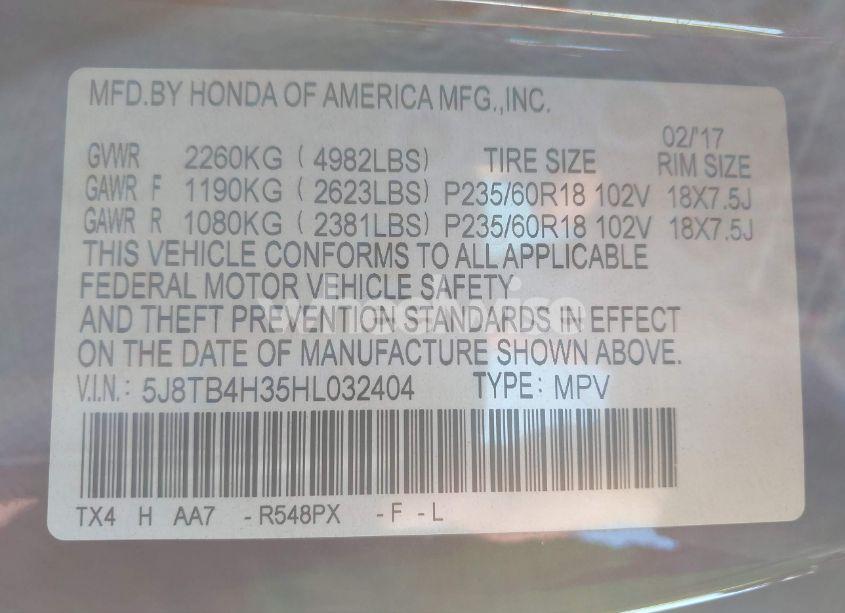 MFD.BY HONDA OF AMERICA MFG.,INC.
02/'17
GVWR 2260KG ( 4982LBS) TIRE SIZE RIM SIZE
GAWR F 1190KG ( 2623LBS) P235/60R18 102V 18X7.5J
GAWR R 1080KG ( 2381LBS) P235/60R18 102V 18X7.5J
THIS VEHICLE CONFORMS TO ALL APPLICABLE
FEDERAL MOTOR VEHICLE SAFETY
AND THEFT PREVENTION STANDARDS IN EFFECT
ON THE DATE OF MANUFACTURE SHOWN ABOVE.
V.I.N.: 5J8TB4H35HL032404 TYPE: MPV
TX4 H AA7 -R548PX -F -L